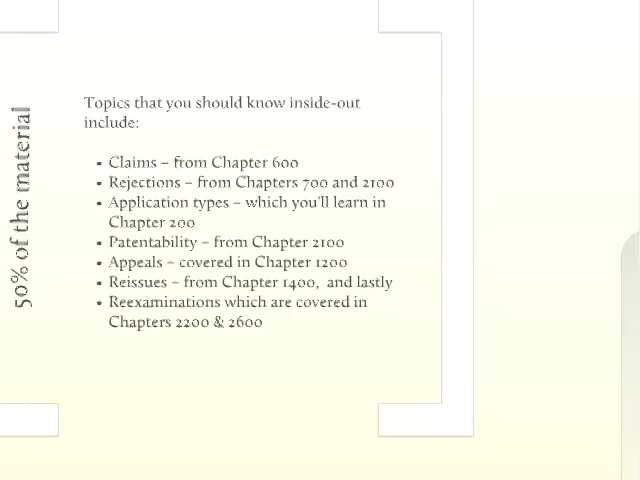 50% of the material
Topics that you should know inside-out
include:
• Claims – from Chapter 600
• Rejections – from Chapters 700 and 2100
• Application types – which you'll learn in
Chapter 200
• Patentability – from Chapter 2100
• Appeals – covered in Chapter 1200
• Reissues – from Chapter 1400, and lastly
• Reexaminations which are covered in
Chapters 2200 & 2600